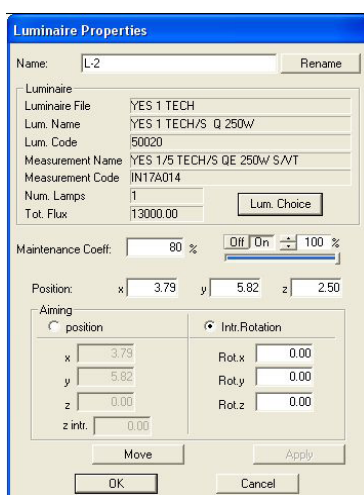 Luminaire Properties
Name: L-2 Rename
Luminaire
Luminaire File YES 1 TECH
Lum. Name YES 1 TECH/S Q 250W
Lum. Code 50020
Measurement Name YES 1/5 TECH/S QE 250W S/VT
Measurement Code IN17A014
Num. Lamps 1
Tot. Flux 13000.00 Lum. Choice
Maintenance Coeff: 80 % Off On 100 %
Position: x 3.79 y 5.82 z 2.50
Aiming
position Intr.Rotation
x 3.79 Rot.x 0.00
y 5.82 Rot.y 0.00
z 0.00 Rot.z 0.00
z intr. 0.00
Move Apply
OK Cancel